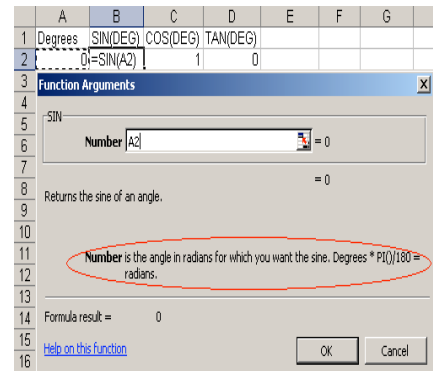 A B C D E F G
1 Degrees SIN(DEG) COS(DEG) TAN(DEG)
2 0 =SIN(A2) 1 0
3 Function Arguments X
4
5 SIN
6 Number A2 = 0
7
8 = 0
9 Returns the sine of an angle.
10
11 Number is the angle in radians for which you want the sine. Degrees * PI()/180 =
12 radians.
13
14 Formula result = 0
15 Help on this function OK Cancel
16